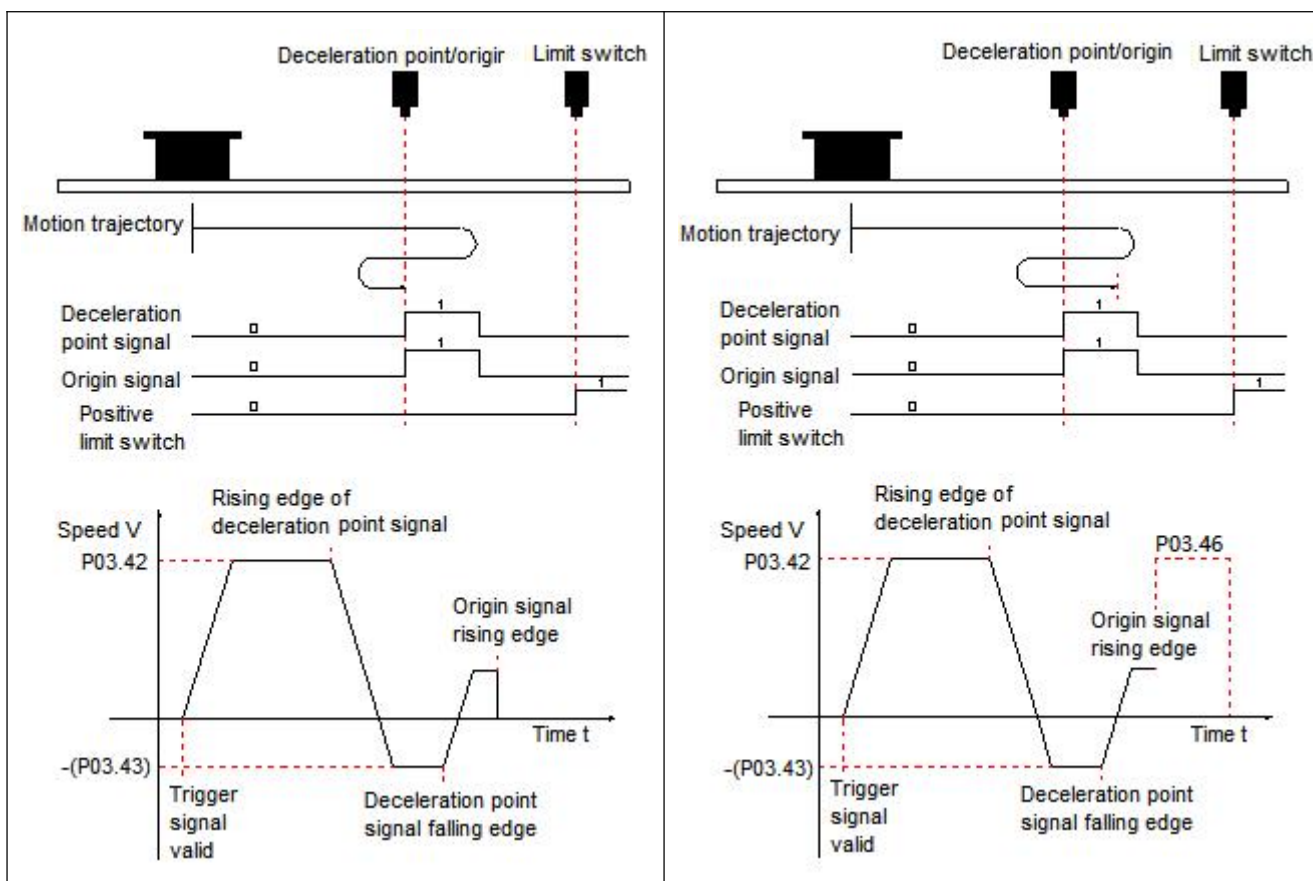 Deceleration point/origir
Limit switch
Motion trajectory
1
Deceleration
point signal
0
1
Origin signal
0
1
Positive
limit switch
0
Rising edge of
deceleration point signal
Speed V
P03.42
Origin signal
rising edge
Time t
-(P03.43)
Trigger
signal
valid
Deceleration point
signal falling edge
Deceleration point/origin
Limit switch
Motion trajectory
1
Deceleration
point signal
0
1
Origin signal
0
1
Positive
limit switch
0
Rising edge of
deceleration point signal
Speed V
P03.42
P03.46
Origin signal
rising edge
Time t
-(P03.43)
Trigger
signal
valid
Deceleration point
signal falling edge